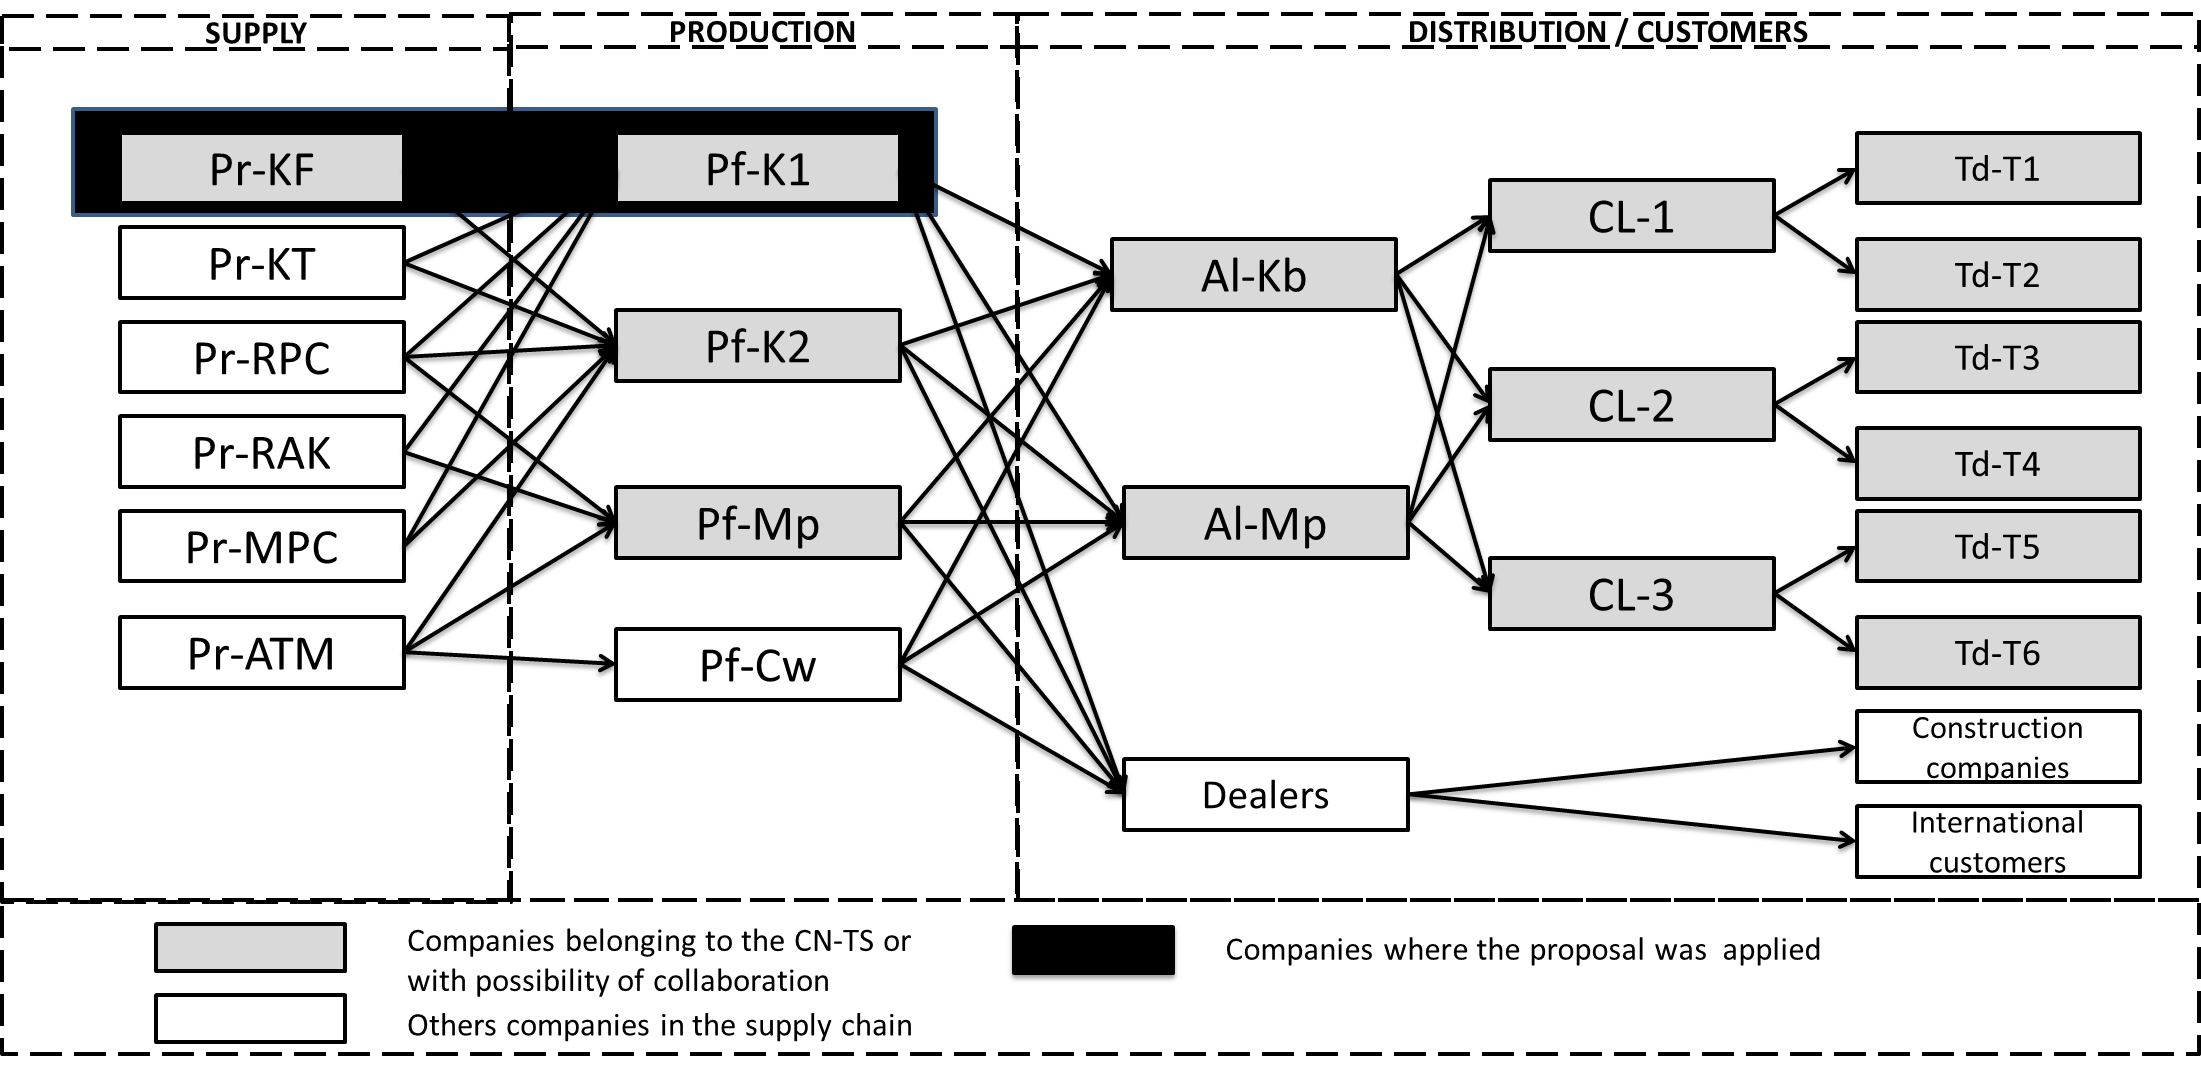 SUPPLY
PRODUCTION
DISTRIBUTION / CUSTOMERS
Pr-KF
Pr-KT
Pr-RPC
Pr-RAK
Pr-MPC
Pr-ATM
Pf-K1
Pf-K2
Pf-Mp
Pf-Cw
Al-Kb
Al-Mp
Dealers
CL-1
CL-2
CL-3
Td-T1
Td-T2
Td-T3
Td-T4
Td-T5
Td-T6
Construction
companies
International
customers
Companies belonging to the CN-TS or
with possibility of collaboration
Others companies in the supply chain
Companies where the proposal was applied